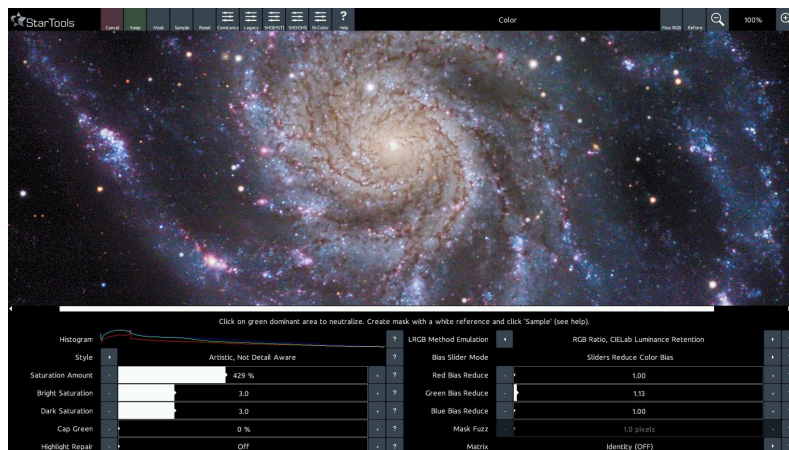 StarTools
Cancel Keep Mask Sample Reset Constancy Legacy SHO(HST) SHO:OHS Bi-Color ? Help
Color
Max RGB Before 100%
Click on green dominant area to neutralize. Create mask with a white reference and click 'Sample' (see help).
Histogram ? LRGB Method Emulation RGB Ratio, CIELab Luminance Retention
Style Artistic, Not Detail Aware ? Bias Slider Mode Sliders Reduce Color Bias
Saturation Amount - 429 % + ? Red Bias Reduce - 1.00 +
Bright Saturation - 3.0 + ? Green Bias Reduce - 1.13 +
Dark Saturation - 3.0 + ? Blue Bias Reduce - 1.00 +
Cap Green - 0 % + ? Mask Fuzz - 1.0 pixels +
Highlight Repair - Off + ? Matrix Identity (OFF)